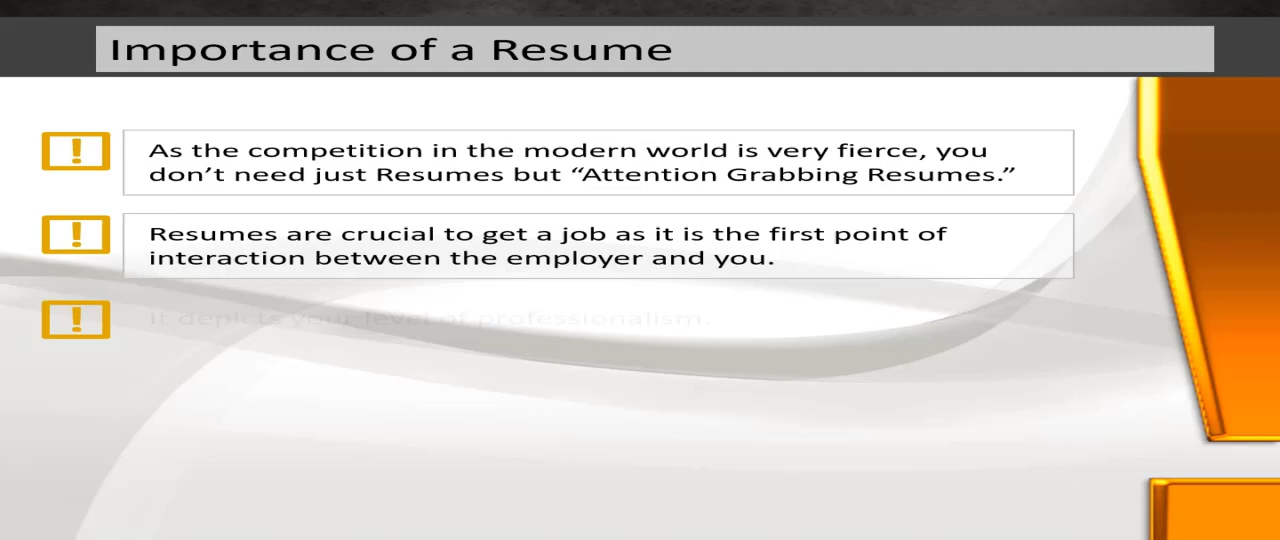 Importance of a Resume
As the competition in the modern world is very fierce, you
don’t need just Resumes but “Attention Grabbing Resumes.”
Resumes are crucial to get a job as it is the first point of
interaction between the employer and you.
It depicts your level of professionalism.